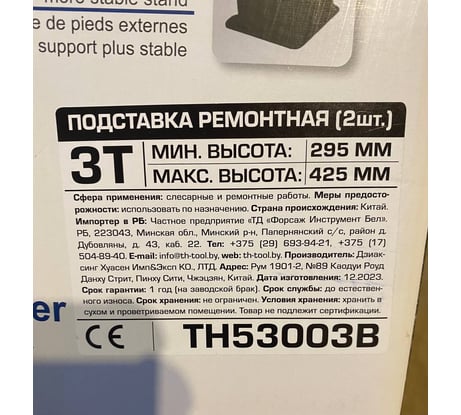 more stable stand
e de pieds externes
support plus stable
ПОДСТАВКА РЕМОНТНАЯ (2шт.)
3Т
МИН. ВЫСОТА: 295 ММ
МАКС. ВЫСОТА: 425 ММ
Сфера применения: слесарные и ремонтные работы. Меры предосто-
рожности: использовать по назначению. Страна происхождения: Китай.
Импортер в РБ: Частное предприятие «ТД «Форсаж Инструмент Бел».
РБ, 223043, Минская обл., Минский р-н, Папернянский с/с, район д.
Дубовляны, д. 43, каб. 22. Тел. +375 (29) 693-94-21, +375 (17)
504-89-40. E-mail: info@th-tool.by, th-tool.by. Изготовитель: Дзиак-
синг Хуасен Имп&Эксп КО., ЛТД. Адрес: Рум 1901-2, №89 Каодуи Роуд
Данху Стрит, Пинху Сити, Чжэцзян, Китай. Дата изготовления: 12.2023.
Срок гарантии: 1 год (на заводской брак). Срок службы: до естествен-
ного износа. Срок хранения: не ограничен. Условия хранения: хранить в
сухом и проветриваемом помещении. Товар не подлежит сертификации.
er
CE TH53003B